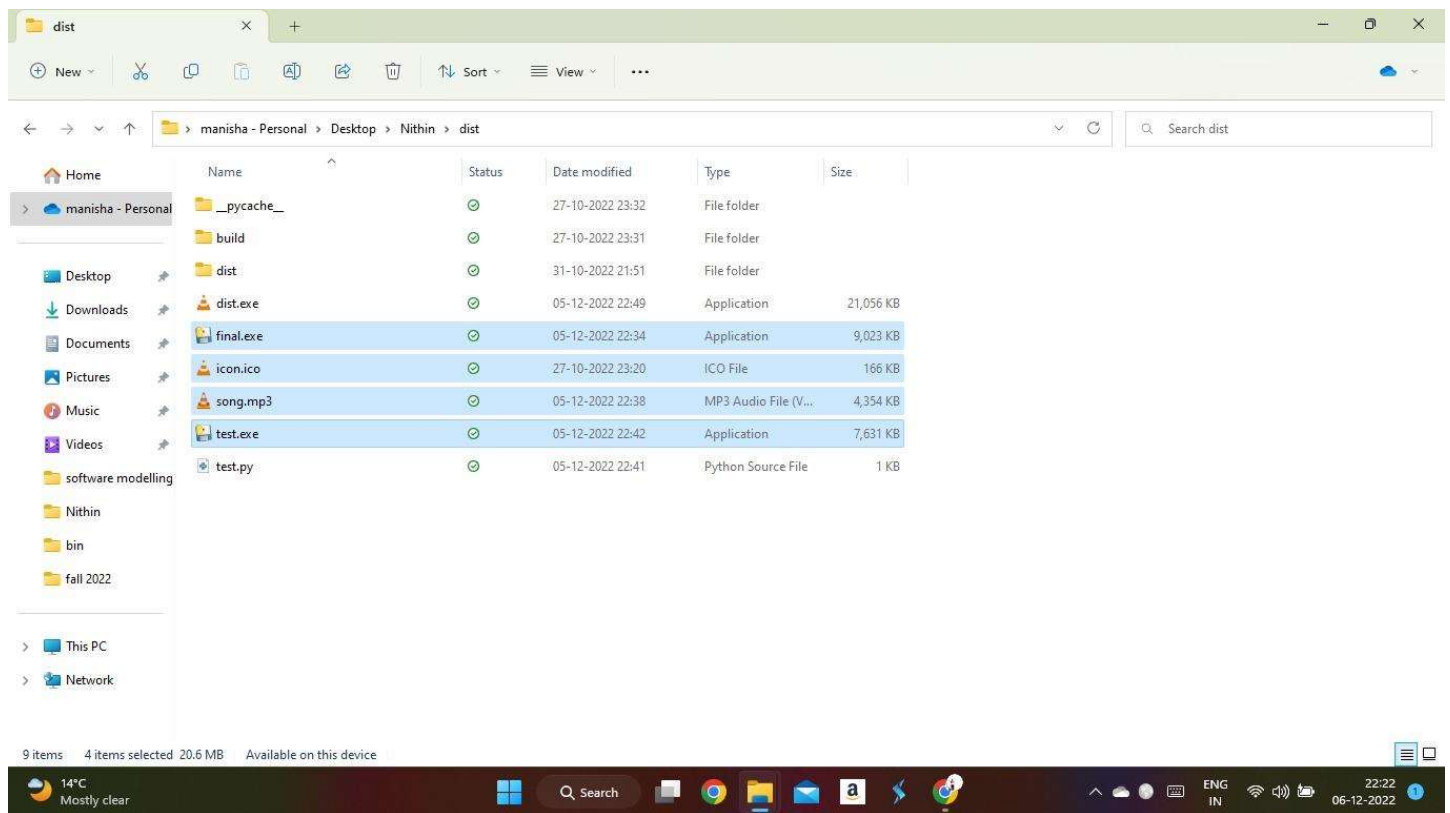 dist
New
Sort
View
manisha - Personal > Desktop > Nithin > dist
Search dist
Home
manisha - Personal
Desktop
Downloads
Documents
Pictures
Music
Videos
software modelling
Nithin
bin
fall 2022
This PC
Network
Name Status Date modified Type Size
__pycache__ 27-10-2022 23:32 File folder
build 27-10-2022 23:31 File folder
dist 31-10-2022 21:51 File folder
dist.exe 05-12-2022 22:49 Application 21,056 KB
final.exe 05-12-2022 22:34 Application 9,023 KB
icon.ico 27-10-2022 23:20 ICO File 166 KB
song.mp3 05-12-2022 22:38 MP3 Audio File (V... 4,354 KB
test.exe 05-12-2022 22:42 Application 7,631 KB
test.py 05-12-2022 22:41 Python Source File 1 KB
9 items 4 items selected 20.6 MB Available on this device
14°C
Mostly clear
Search
a
ENG
IN
22:22
06-12-2022
1